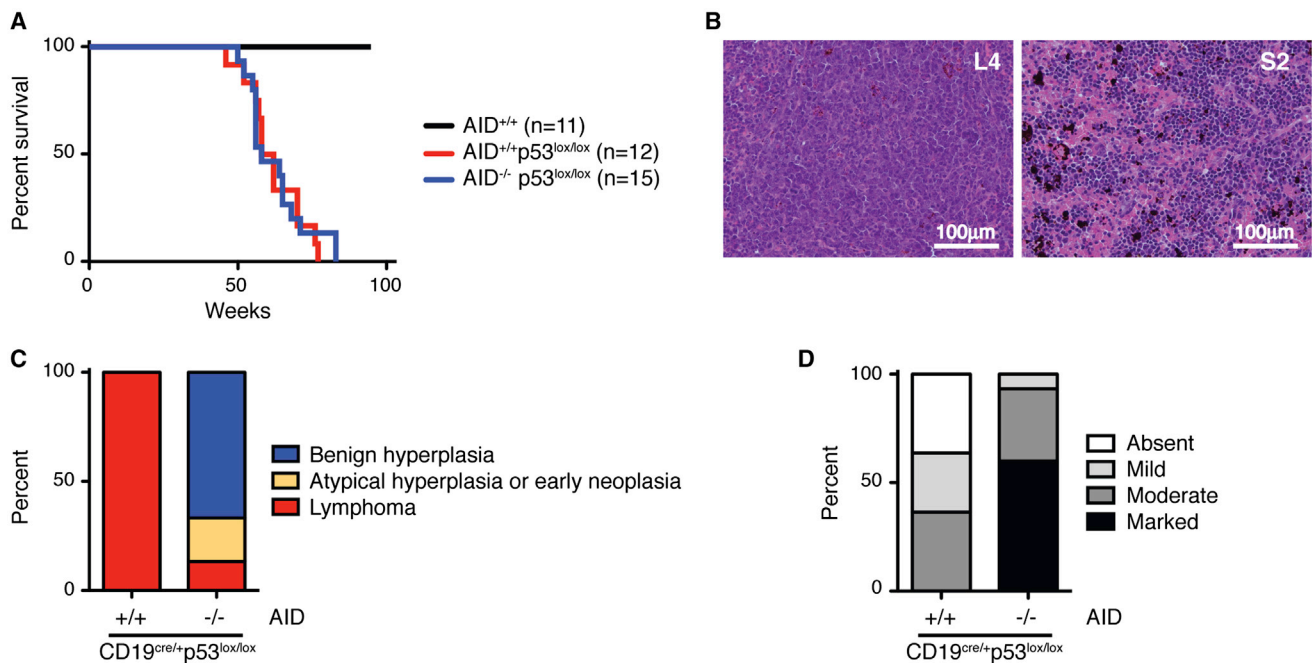 A
Percent survival
100
50
0
0 50 100
Weeks
AID+/+ (n=11)
AID+/+p53lox/lox (n=12)
AID-/- p53lox/lox (n=15)
B
L4
100µm
S2
100µm
C
Percent
100
50
0
+/+ -/- AID
CD19cre/+p53lox/lox
Benign hyperplasia
Atypical hyperplasia or early neoplasia
Lymphoma
D
Percent
100
50
0
+/+ -/- AID
CD19cre/+p53lox/lox
Absent
Mild
Moderate
Marked